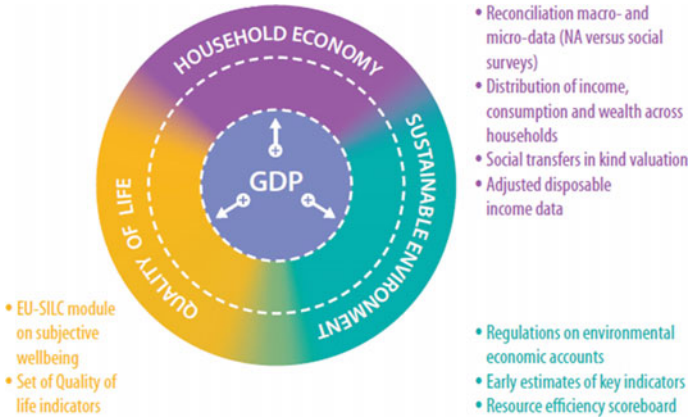 HOUSEHOLD ECONOMY
SUSTAINABLE ENVIRONMENT
QUALITY OF LIFE
GDP
• Reconciliation macro- and
micro-data (NA versus social
surveys)
• Distribution of income,
consumption and wealth across
households
• Social transfers in kind valuation
• Adjusted disposable
income data
• EU-SILC module
on subjective
wellbeing
• Set of Quality of
life indicators
• Regulations on environmental
economic accounts
• Early estimates of key indicators
• Resource efficiency scoreboard